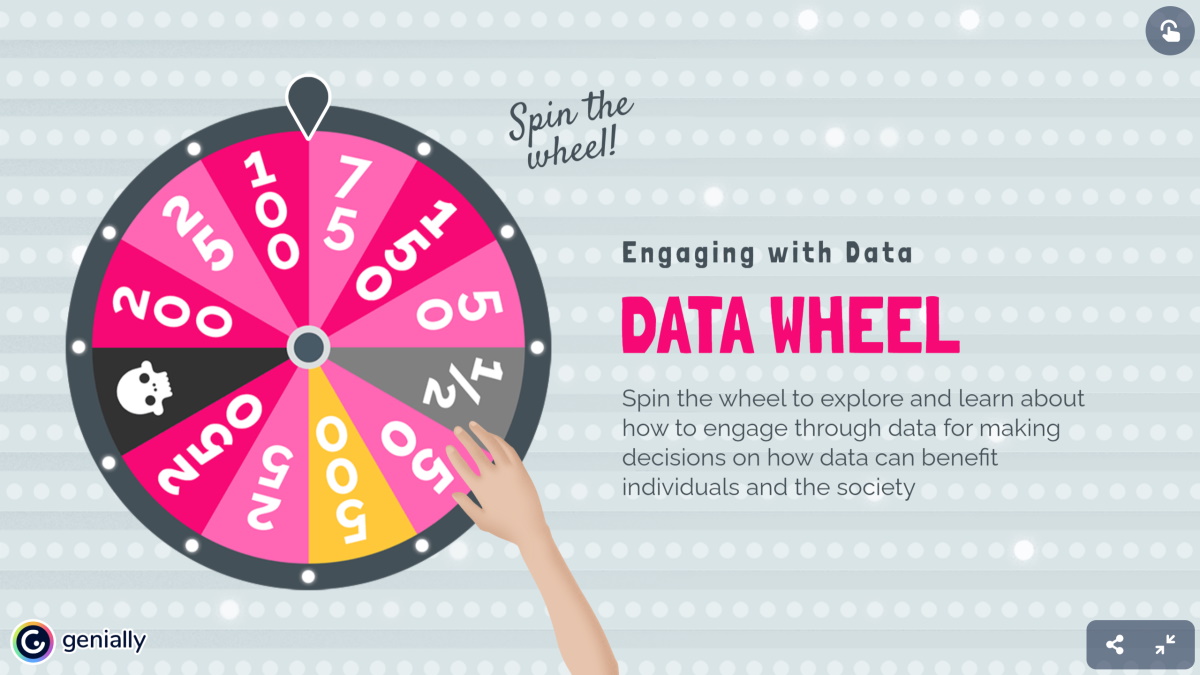 Spin the
wheel!
100
75
150
50
1/2
50
500
25
250
200
25
Engaging with Data
DATA WHEEL
Spin the wheel to explore and learn about
how to engage through data for making
decisions on how data can benefit
individuals and the society
genially